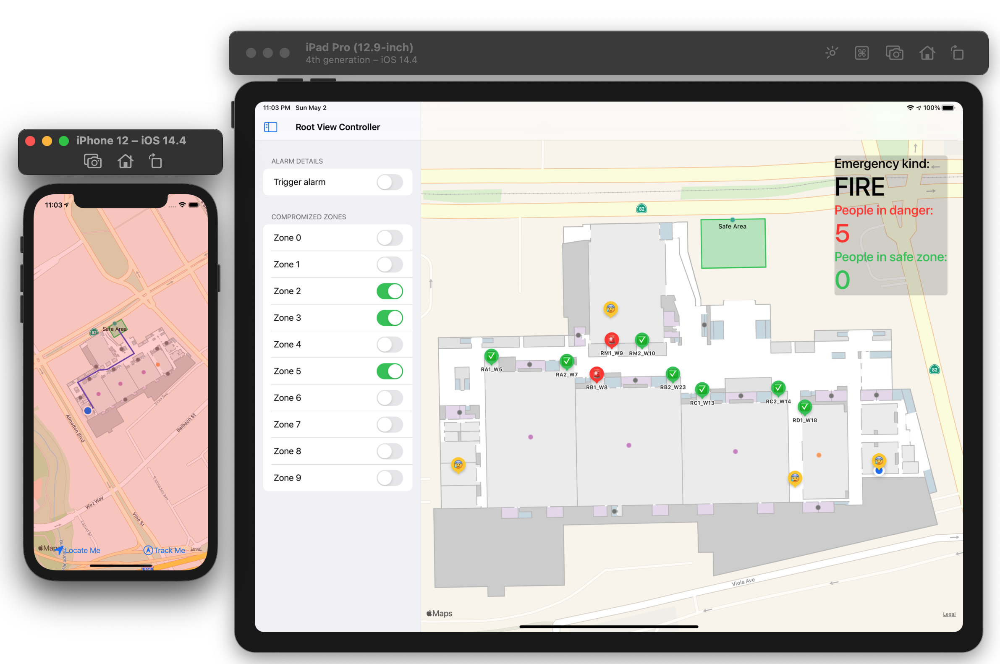 iPhone 12 – iOS 14.4
11:03
82
Safe Area
Viola Ave
Almaden Blvd
Balbach St
S Almaden Ave
Woz Way
Locust St
Vine St
Maps
Locate Me
Track Me
Legal
280
iPad Pro (12.9-inch)
4th generation – iOS 14.4
11:03 PM Sun May 2
100%
Root View Controller
ALARM DETAILS
Trigger alarm
COMPROMIZED ZONES
Zone 0
Zone 1
Zone 2
Zone 3
Zone 4
Zone 5
Zone 6
Zone 7
Zone 8
Zone 9
Emergency kind:
FIRE
People in danger:
5
People in safe zone:
0
82
Safe Area
RM1_W9
RM2_W10
RA1_W5
RA2_W7
RB1_W8
RB2_W23
RC1_W13
RC2_W14
RD1_W18
82
Viola Ave
Maps
Legal